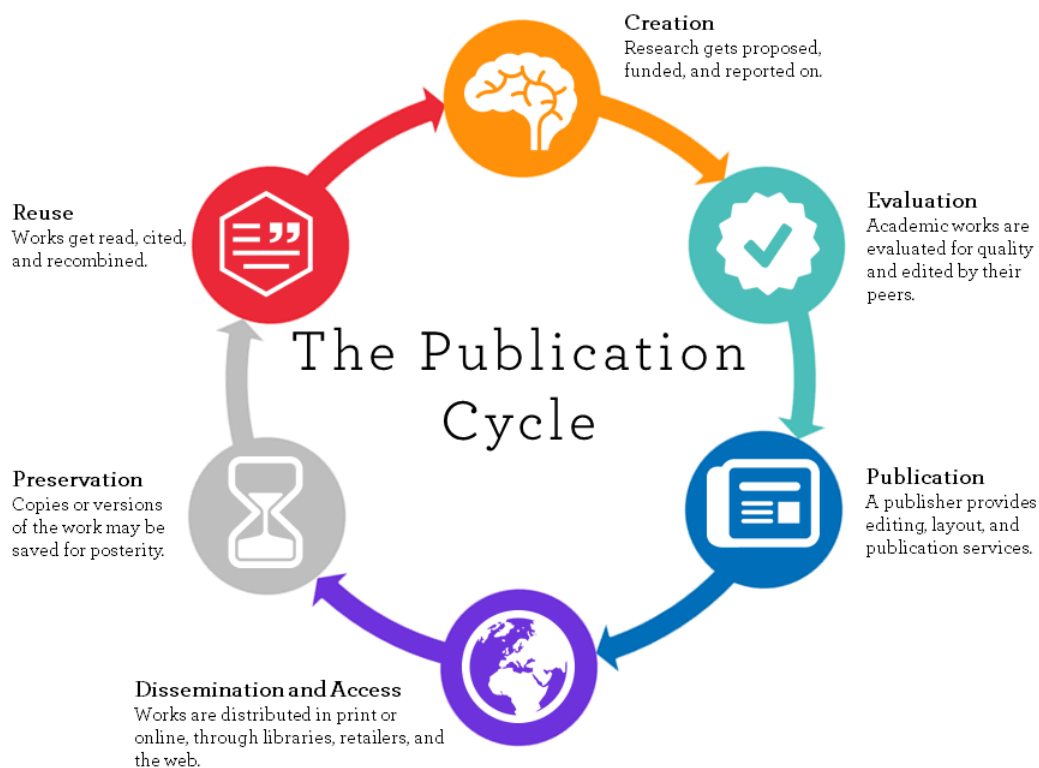 Creation
Research gets proposed,
funded, and reported on.
Evaluation
Academic works are
evaluated for quality
and edited by their
peers.
Publication
A publisher provides
editing, layout, and
publication services.
Dissemination and Access
Works are distributed in print or
online, through libraries, retailers, and
the web.
Preservation
Copies or versions
of the work may be
saved for posterity.
Reuse
Works get read, cited,
and recombined.
The Publication
Cycle